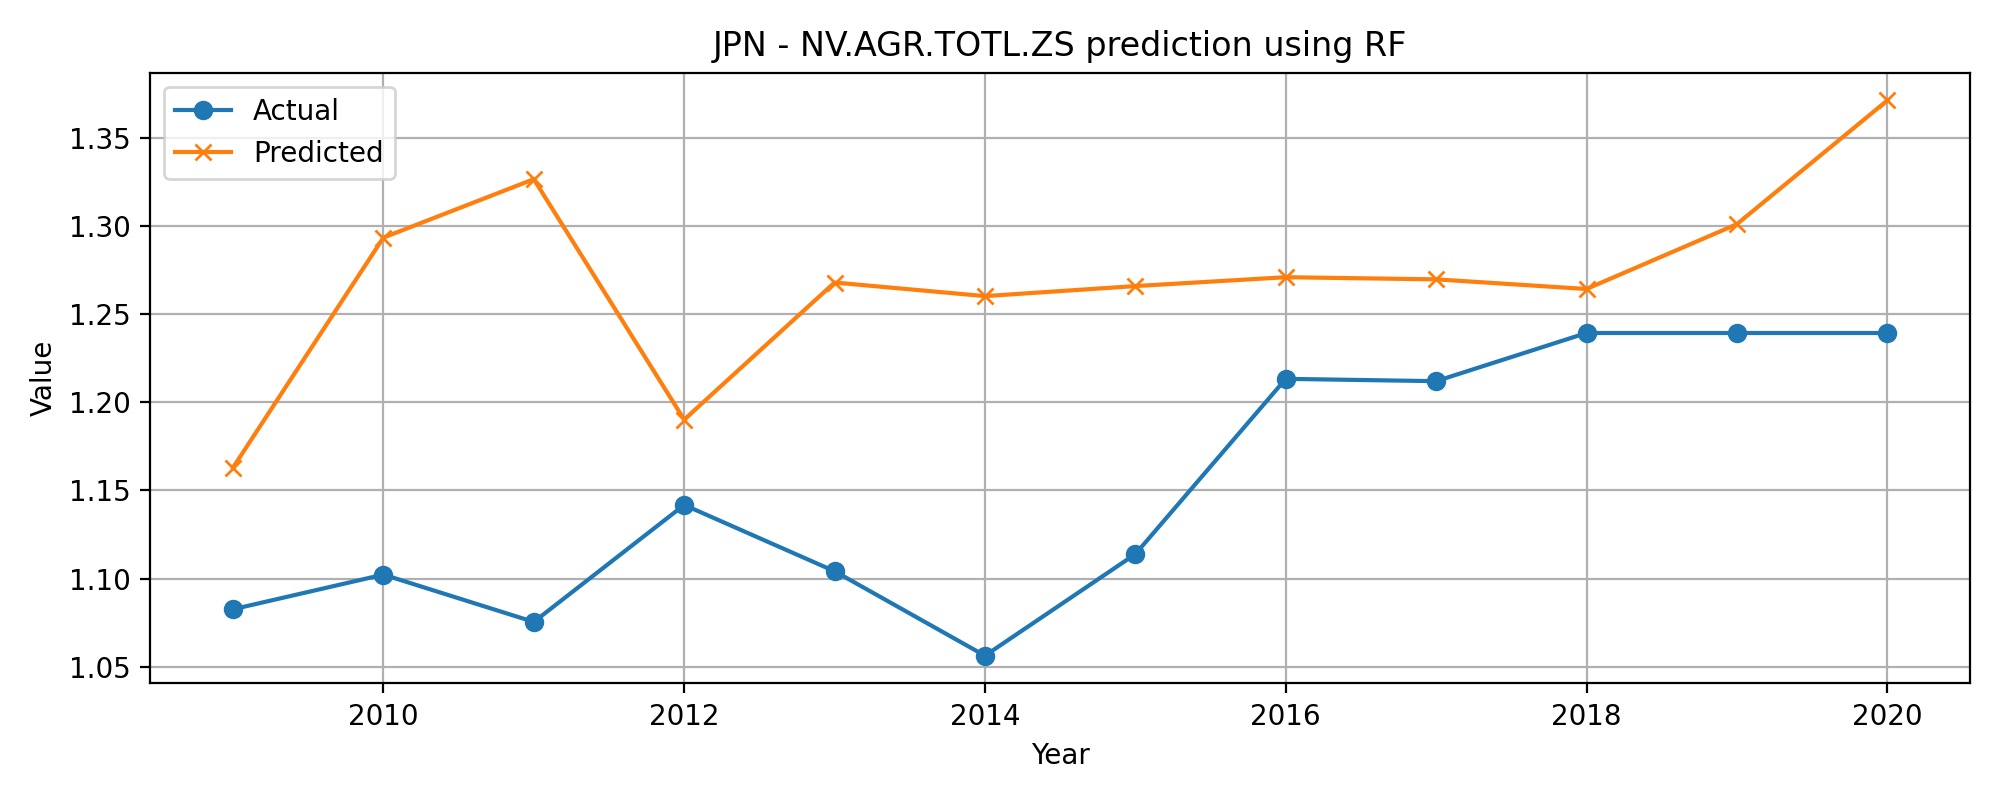 JPN - NV.AGR.TOTL.ZS prediction using RF
Actual
Predicted
1.35
1.30
1.25
1.20
1.15
1.10
1.05
Value
2010 2012 2014 2016 2018 2020
Year